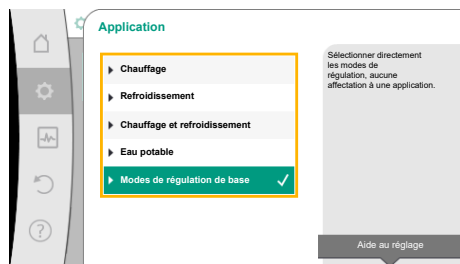 Application
Chauffage
Refroidissement
Chauffage et refroidissement
Eau potable
Modes de régulation de base
Sélectionner directement
les modes de
régulation, aucune
affectation à une application.
Aide au réglage